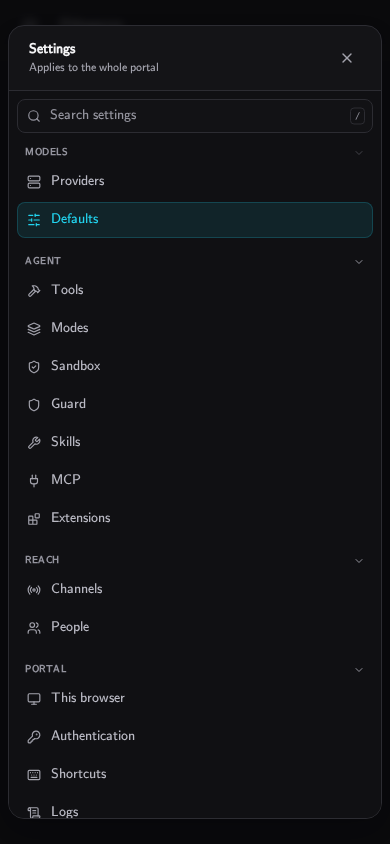 Settings
Applies to the whole portal
Search settings /
MODELS
Providers
Defaults
AGENT
Tools
Modes
Sandbox
Guard
Skills
MCP
Extensions
REACH
Channels
People
PORTAL
This browser
Authentication
Shortcuts
Logs